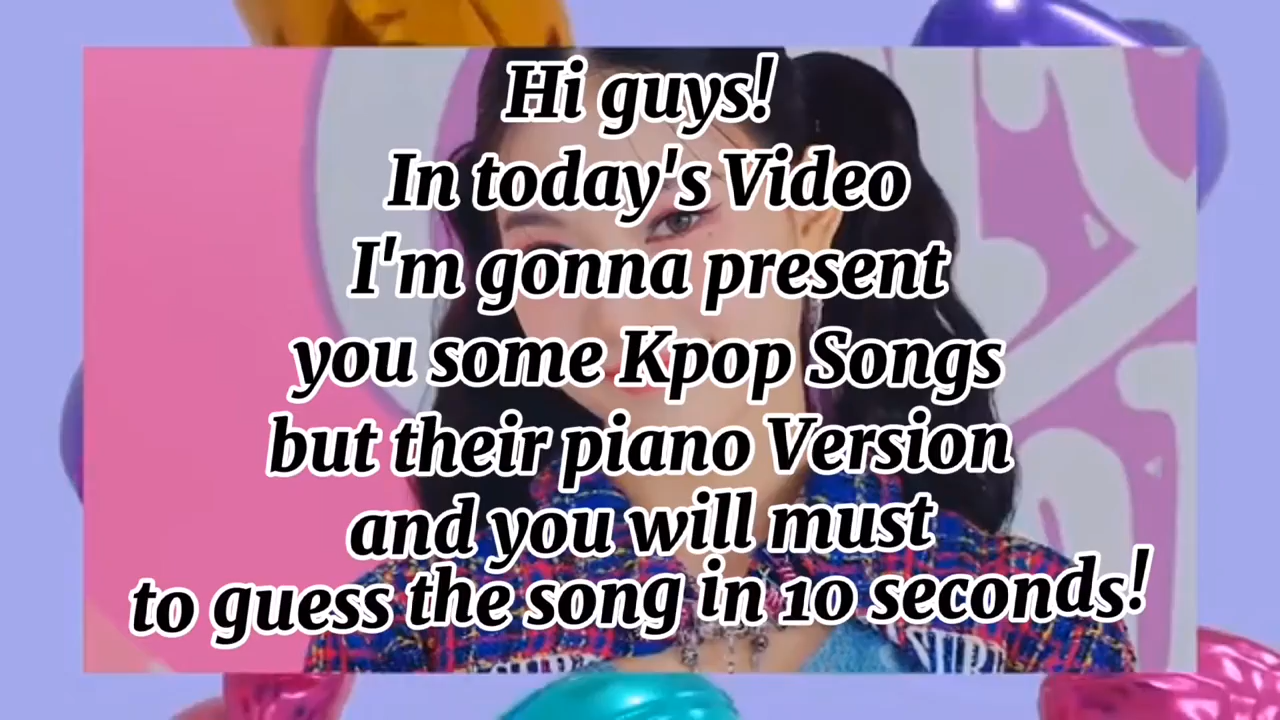 Hi guys!
In today's Video
I'm gonna present
you some Kpop Songs
but their piano Version
and you will must
to guess the song in 10 seconds!